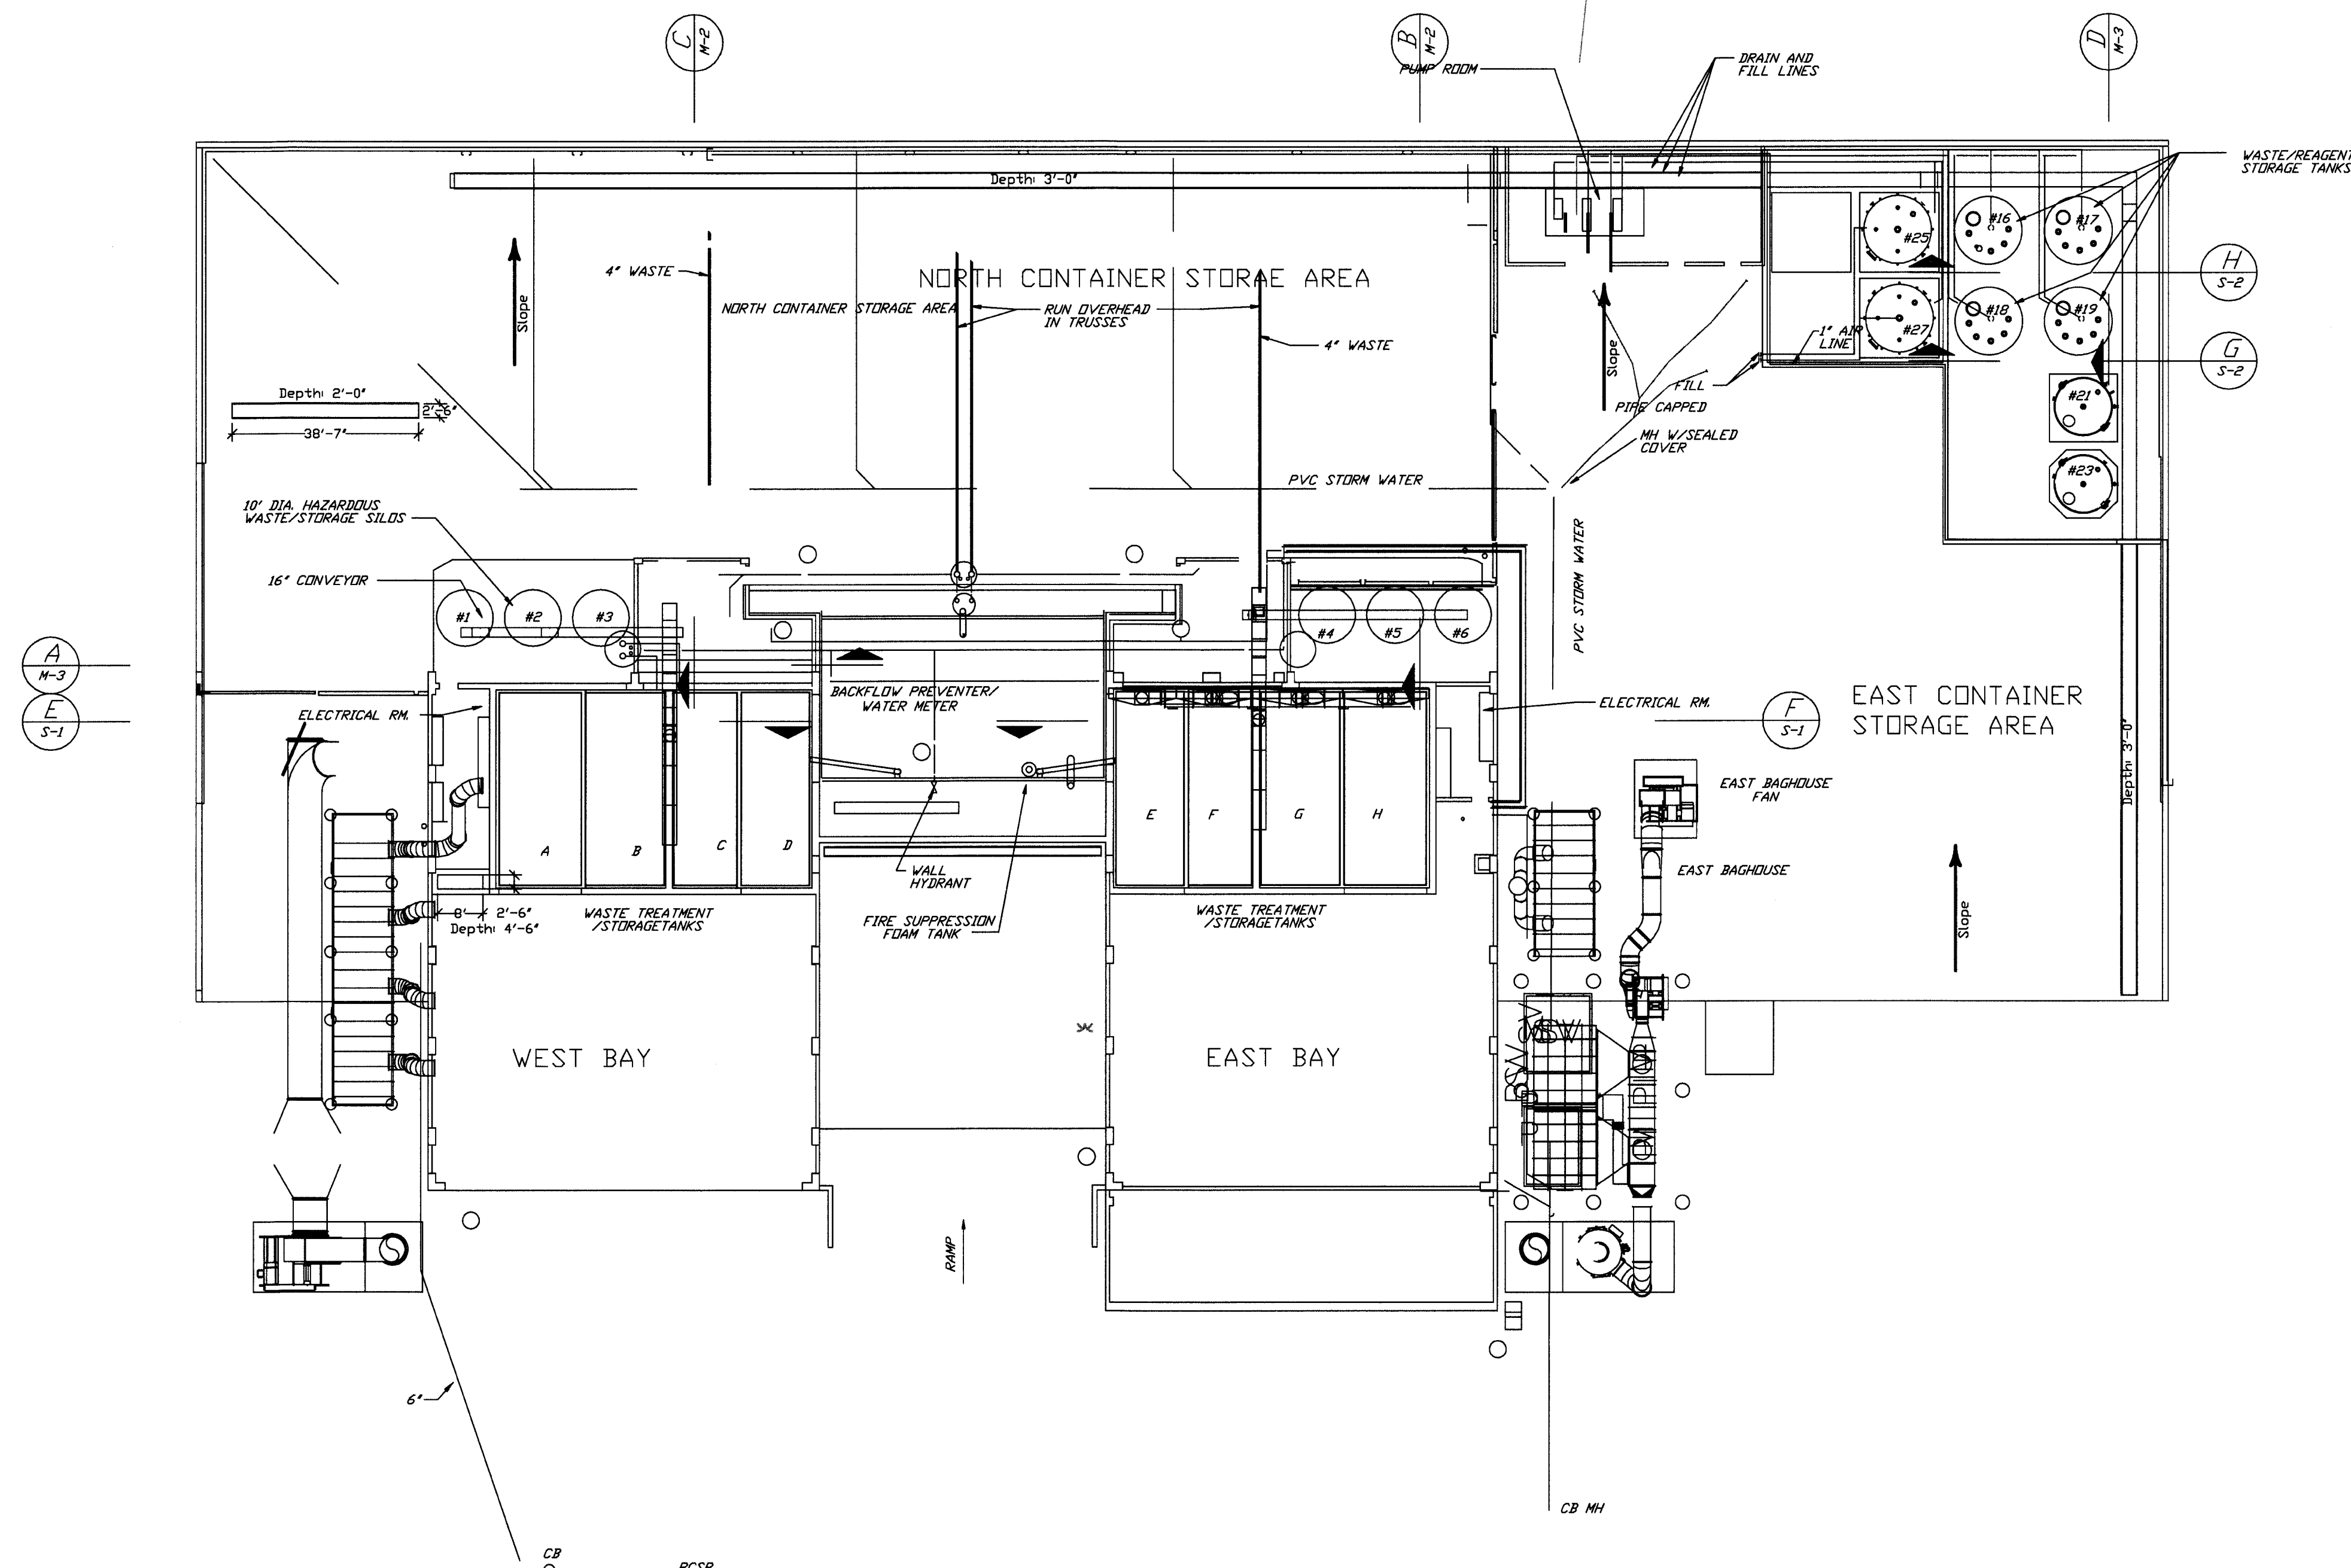 C
M-2
B
M-2
D
M-3
PUMP ROOM
DRAIN AND
FILL LINES
WASTE/REAGENT
STORAGE TANKS
Depth: 3'-0"
#16
#17
#25
#18
#19
#27
#21
#23
H
S-2
G
S-2
4" WASTE
NORTH CONTAINER STORAE AREA
NORTH CONTAINER STORAGE AREA
RUN OVERHEAD
IN TRUSSES
4" WASTE
Slope
Slope
1" AIR
LINE
FILL
PIPE CAPPED
MH W/SEALED
COVER
Depth: 2'-0"
2'-6"
38'-7"
PVC STORM WATER
PVC STORM WATER
10' DIA. HAZARDOUS
WASTE/STORAGE SILOS
16" CONVEYOR
#1
#2
#3
#4
#5
#6
A
M-3
E
S-1
ELECTRICAL RM.
BACKFLOW PREVENTER/
WATER METER
ELECTRICAL RM.
F
S-1
EAST CONTAINER
STORAGE AREA
Depth: 3'-0"
EAST BAGHOUSE
FAN
EAST BAGHOUSE
A
B
C
D
E
F
G
H
WALL
HYDRANT
FIRE SUPPRESSION
FOAM TANK
8'
2'-6"
Depth: 4'-6"
WASTE TREATMENT
/STORAGETANKS
WASTE TREATMENT
/STORAGETANKS
Slope
WEST BAY
EAST BAY
RAMP
6"
CB MH
CB